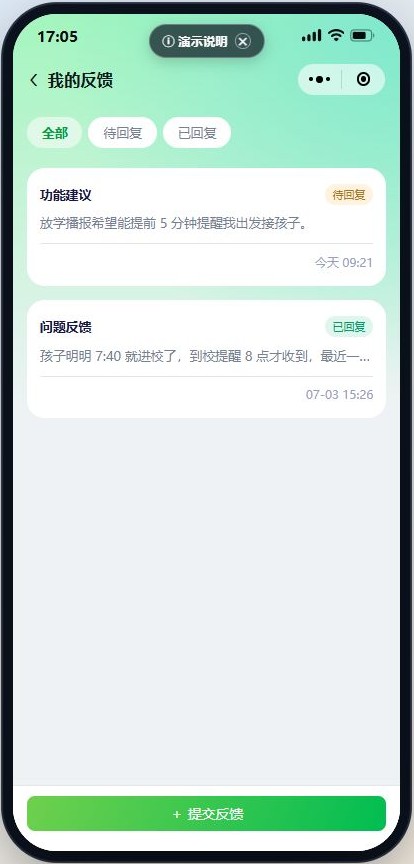 17:05
演示说明
我的反馈
全部 待回复 已回复
功能建议 待回复
放学播报希望能提前 5 分钟提醒我出发接孩子。
今天 09:21
问题反馈 已回复
孩子明明 7:40 就进校了，到校提醒 8 点才收到，最近一...
07-03 15:26
+ 提交反馈